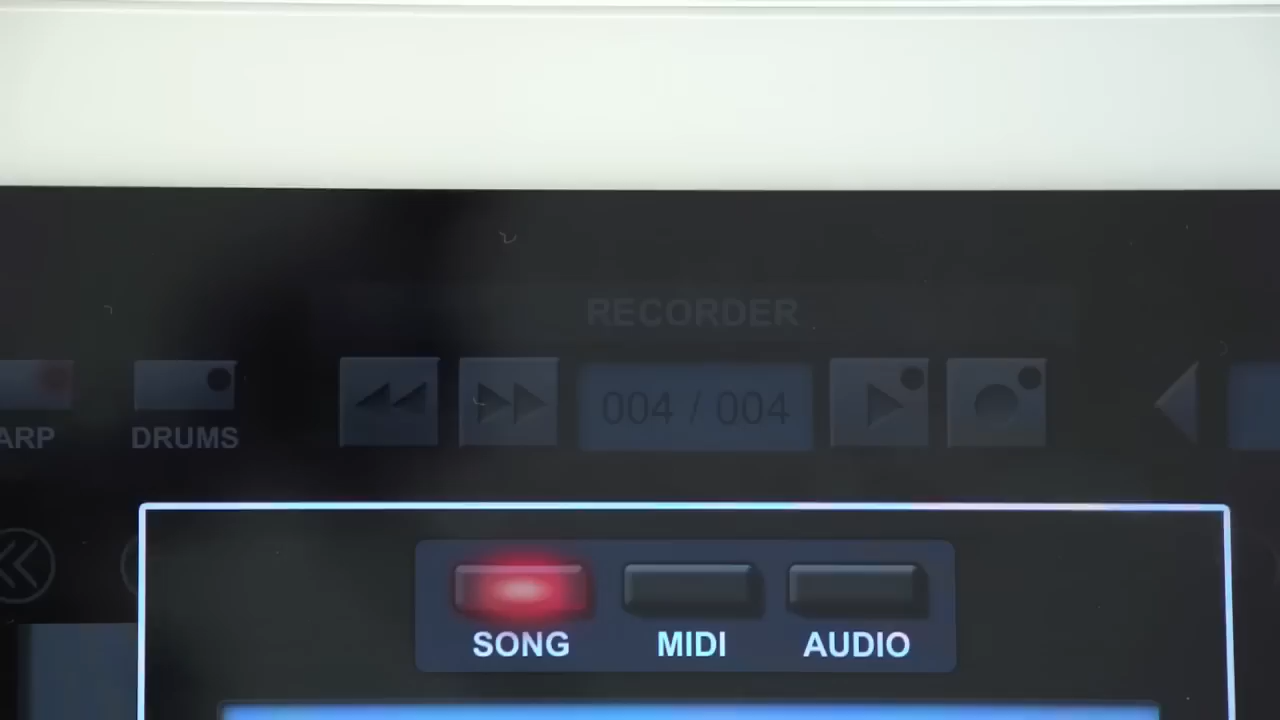 RECORDER
004 / 004
ARP DRUMS
SONG MIDI AUDIO